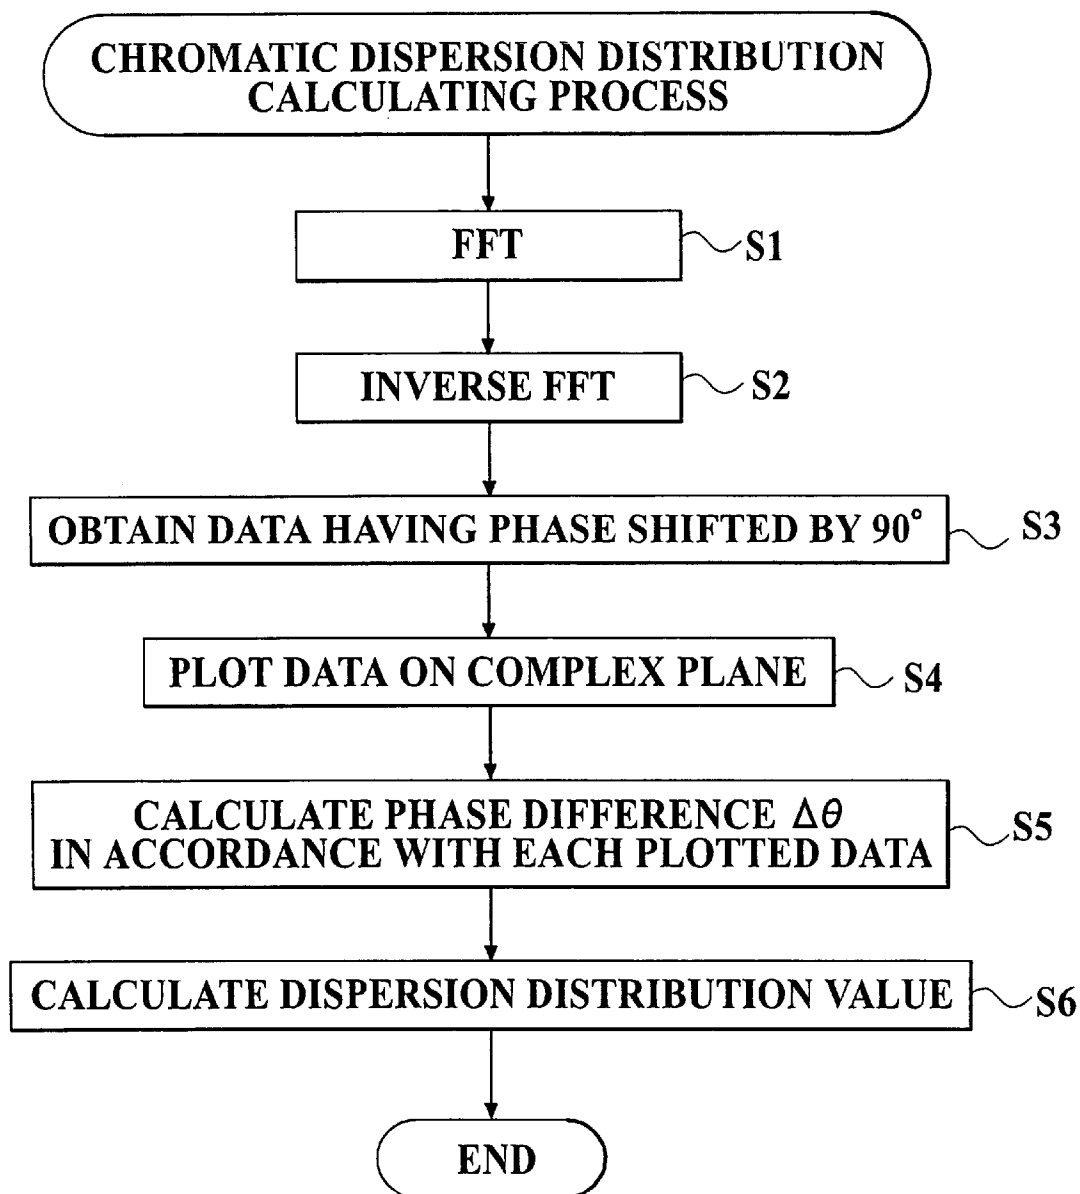 CHROMATIC DISPERSION DISTRIBUTION
CALCULATING PROCESS
FFT
S1
INVERSE FFT
S2
OBTAIN DATA HAVING PHASE SHIFTED BY 90°
S3
PLOT DATA ON COMPLEX PLANE
S4
CALCULATE PHASE DIFFERENCE Δθ
IN ACCORDANCE WITH EACH PLOTTED DATA
S5
CALCULATE DISPERSION DISTRIBUTION VALUE
S6
END